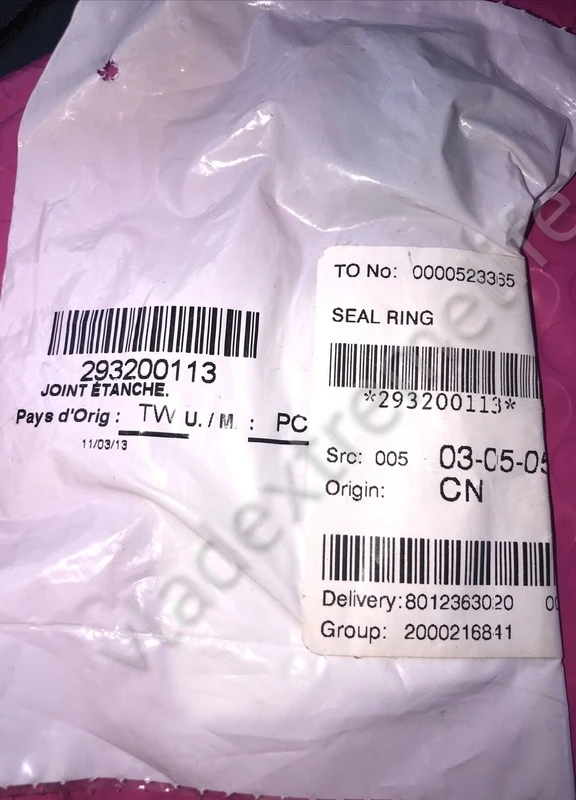 293200113
JOINT ÉTANCHE.
Pays d'Orig : TW U. / M. : PC
11/03/13
TO No: 0000523365
SEAL RING
*293200113*
Src: 005 03-05-05
Origin: CN
Delivery: 8012363020
Group: 2000216841
vladextremelife